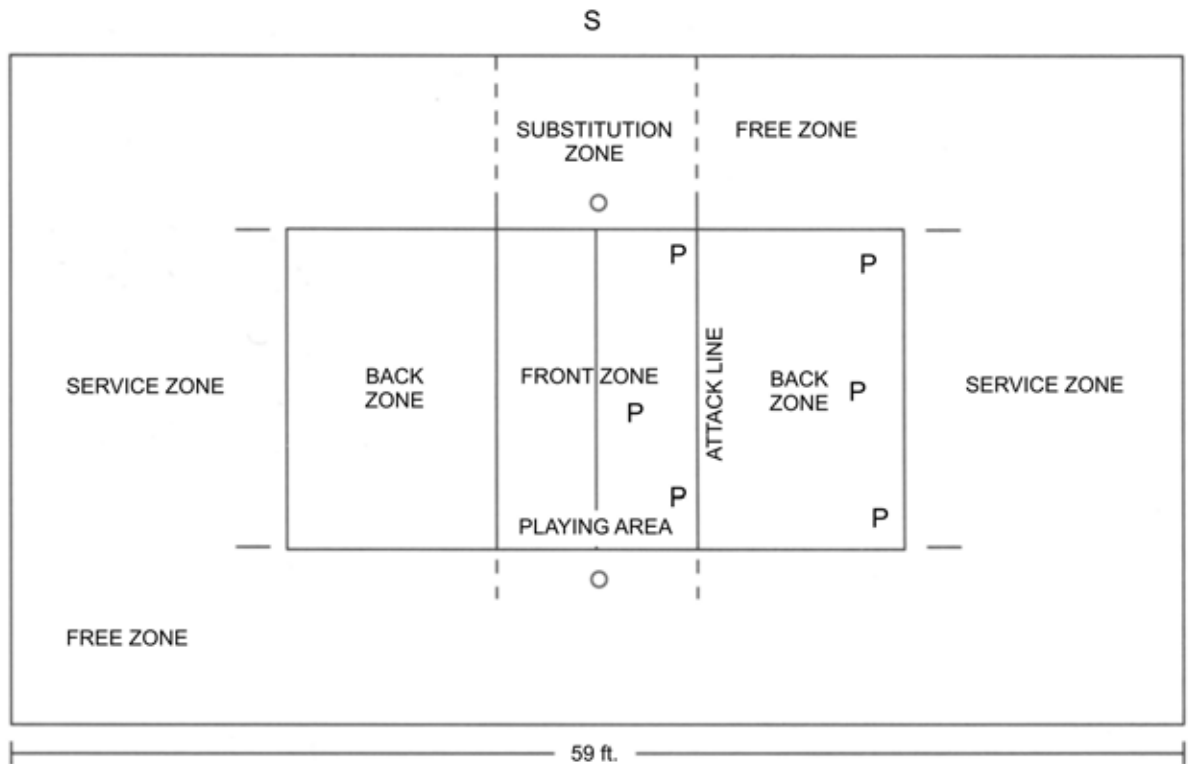 S
SUBSTITUTION
ZONE
FREE ZONE
P
P
SERVICE ZONE
BACK
ZONE
FRONT ZONE
P
ATTACK LINE
BACK
ZONE
P
SERVICE ZONE
P
P
PLAYING AREA
FREE ZONE
59 ft.